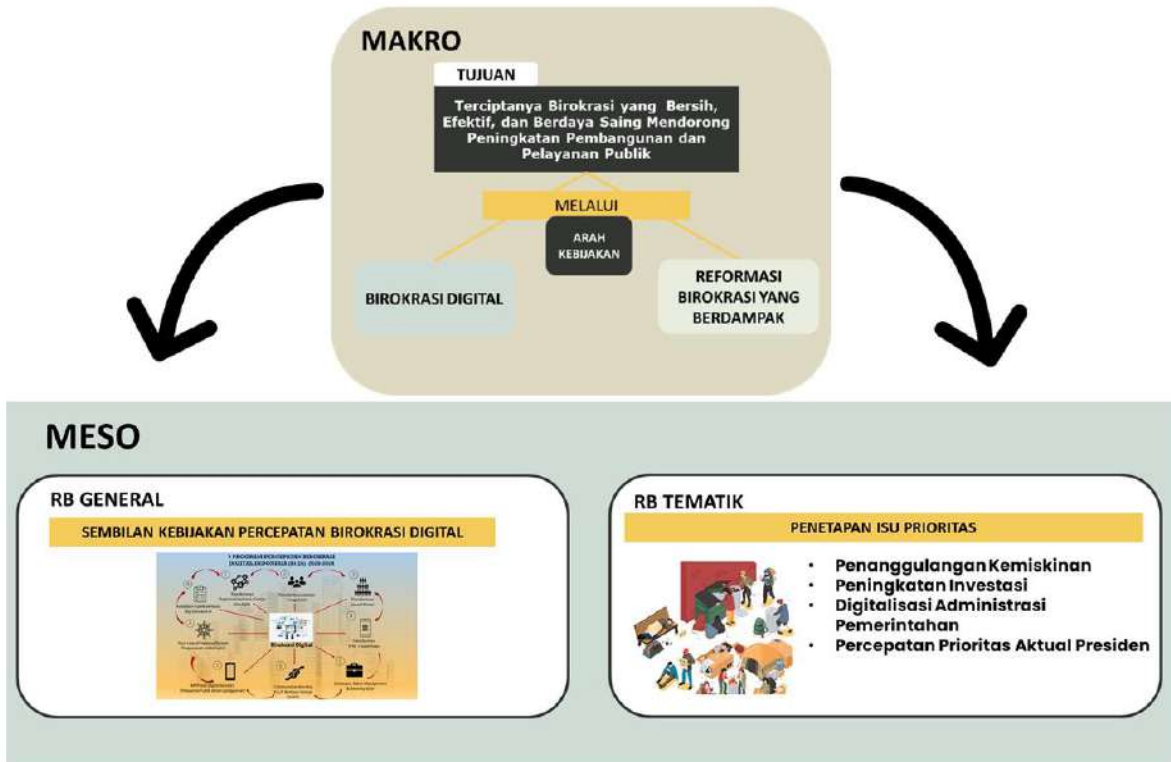 MAKRO
TUJUAN
Terciptanya Birokrasi yang Bersih,
Efektif, dan Berdaya Saing Mendorong
Peningkatan Pembangunan dan
Pelayanan Publik
MELALUI
ARAH
KEBIJAKAN
BIROKRASI DIGITAL
REFORMASI
BIROKRASI YANG
BERDAMPAK
MESO
RB GENERAL
SEMBILAN KEBIJAKAN PERCEPATAN BIROKRASI DIGITAL
Birokrasi Digital
RB TEMATIK
PENETAPAN ISU PRIORITAS
• Penanggulangan Kemiskinan
• Peningkatan Investasi
• Digitalisasi Administrasi
Pemerintahan
• Percepatan Prioritas Aktual Presiden